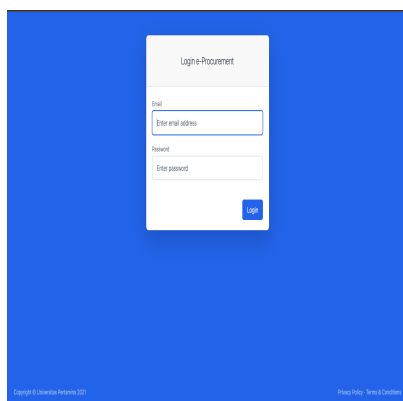 Login e-Procurement
Email
Enter email address
Password
Enter password
Login
Copyright © Universitas Pertamina 2021
Privacy Policy · Terms & Conditions